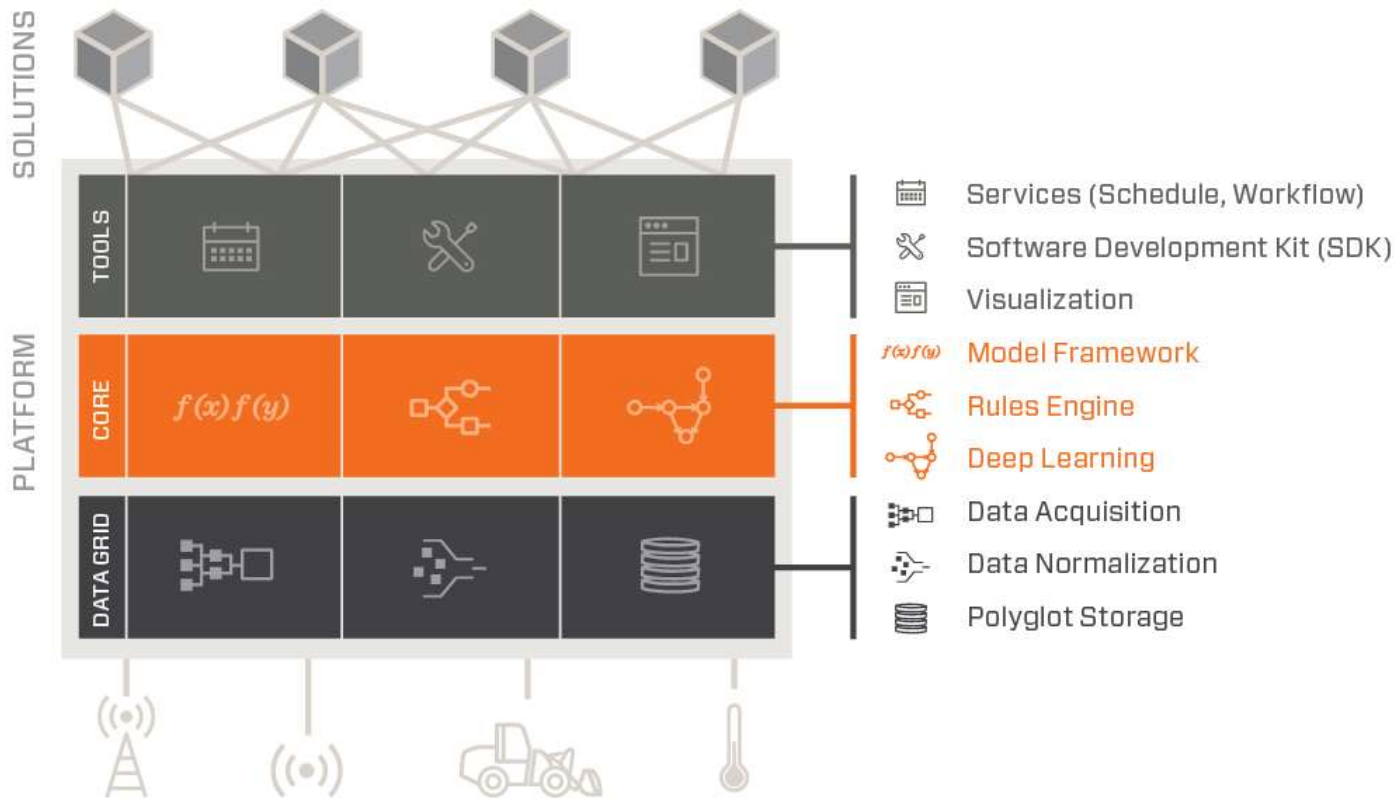 SOLUTIONS
PLATFORM
TOOLS
CORE
f(x) f(y)
DATA GRID
Services (Schedule, Workflow)
Software Development Kit (SDK)
Visualization
f(x) f(y) Model Framework
Rules Engine
Deep Learning
Data Acquisition
Data Normalization
Polyglot Storage